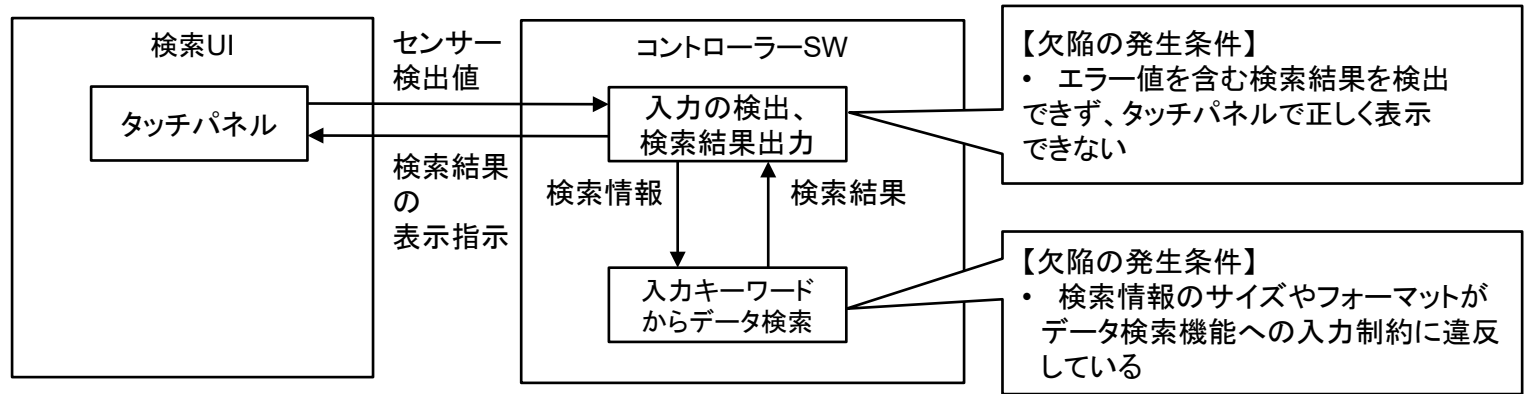 検索UI
タッチパネル
センサー
検出値
検索結果
の
表示指示
コントローラーSW
入力の検出、
検索結果出力
検索情報
検索結果
入力キーワード
からデータ検索
【欠陥の発生条件】
• エラー値を含む検索結果を検出
できず、タッチパネルで正しく表示
できない
【欠陥の発生条件】
• 検索情報のサイズやフォーマットが
データ検索機能への入力制約に違反
している